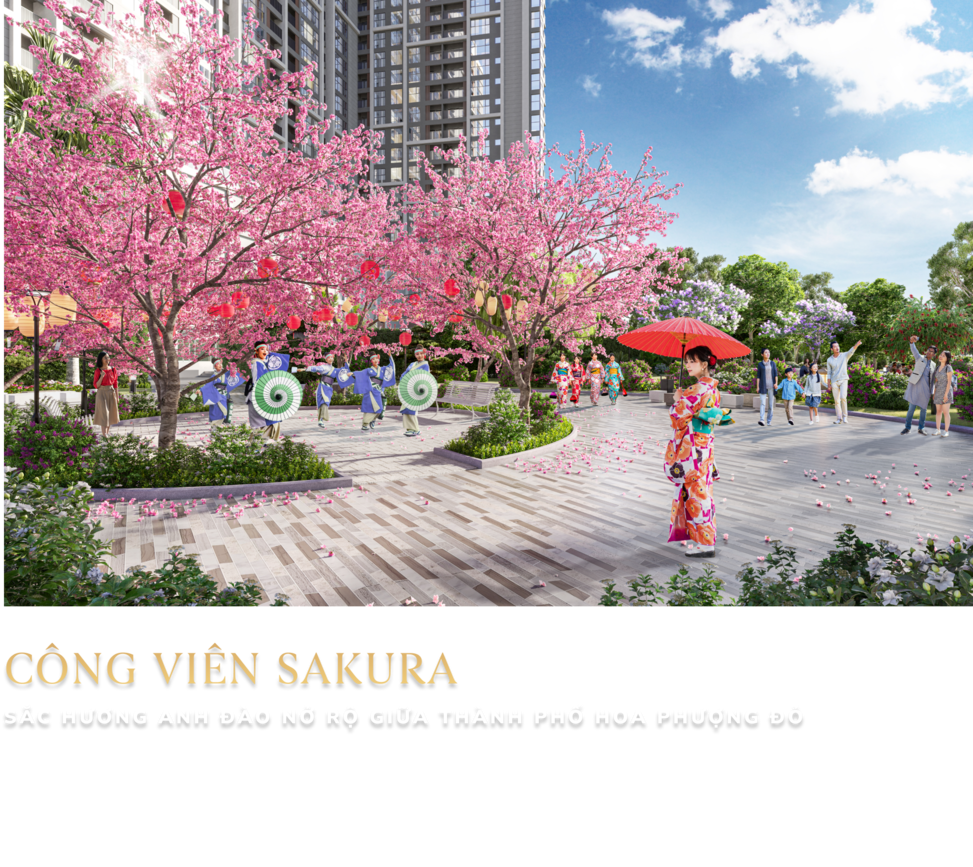 CÔNG VIÊN SAKURA
SẮC HƯƠNG ANH ĐÀO NỞ RỘ GIỮA THÀNH PHỐ HOA PHƯỢNG ĐỎ